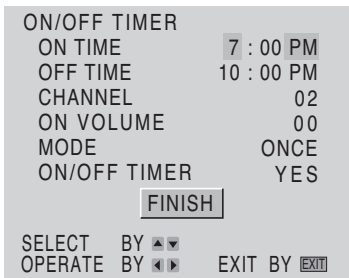 ON/OFF TIMER
ON TIME 7 : 00 PM
OFF TIME 10 : 00 PM
CHANNEL 02
ON VOLUME 00
MODE ONCE
ON/OFF TIMER YES
FINISH
SELECT BY ▲▼
OPERATE BY ◀▶ EXIT BY EXIT